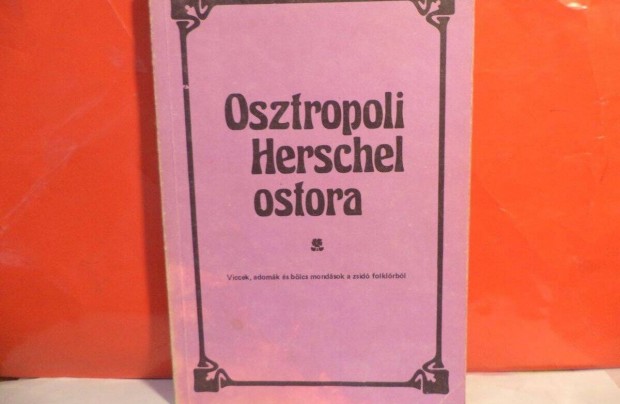 Osztropoli
Herschel
ostora
Viccek, adomák és bölcs mondások a zsidó folklórból